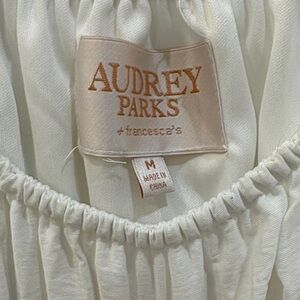 AUDREY
PARKS
+ francesca's
M
MADE IN
CHINA